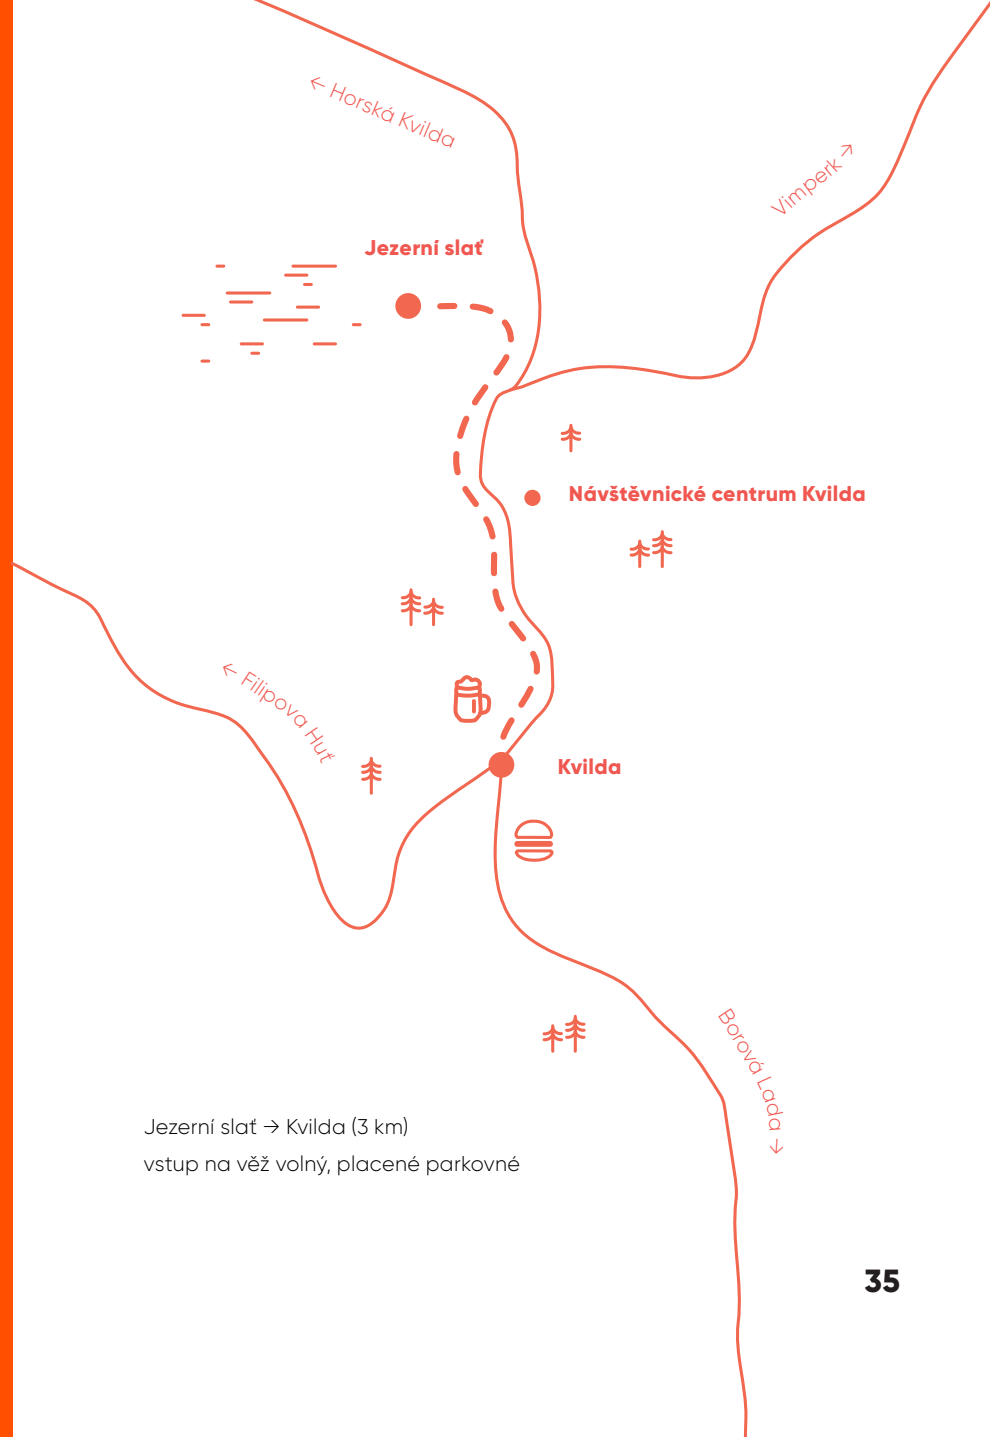 ← Horská Kvilda
Vimperk →
Jezerní slať
Návštěvnické centrum Kvilda
← Filipova Huť
Kvilda
Borová Lada →
Jezerní slať → Kvilda (3 km)
vstup na věž volný, placené parkovné
35